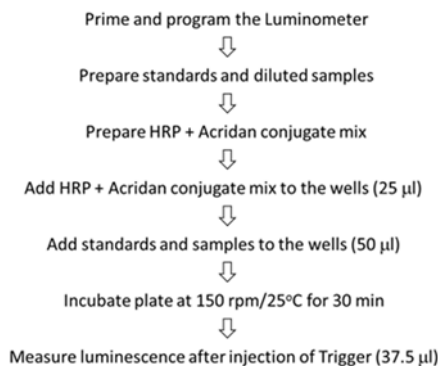 Prime and program the Luminometer
Prepare standards and diluted samples
Prepare HRP + Acridan conjugate mix
Add HRP + Acridan conjugate mix to the wells (25 µl)
Add standards and samples to the wells (50 µl)
Incubate plate at 150 rpm/25°C for 30 min
Measure luminescence after injection of Trigger (37.5 µl)